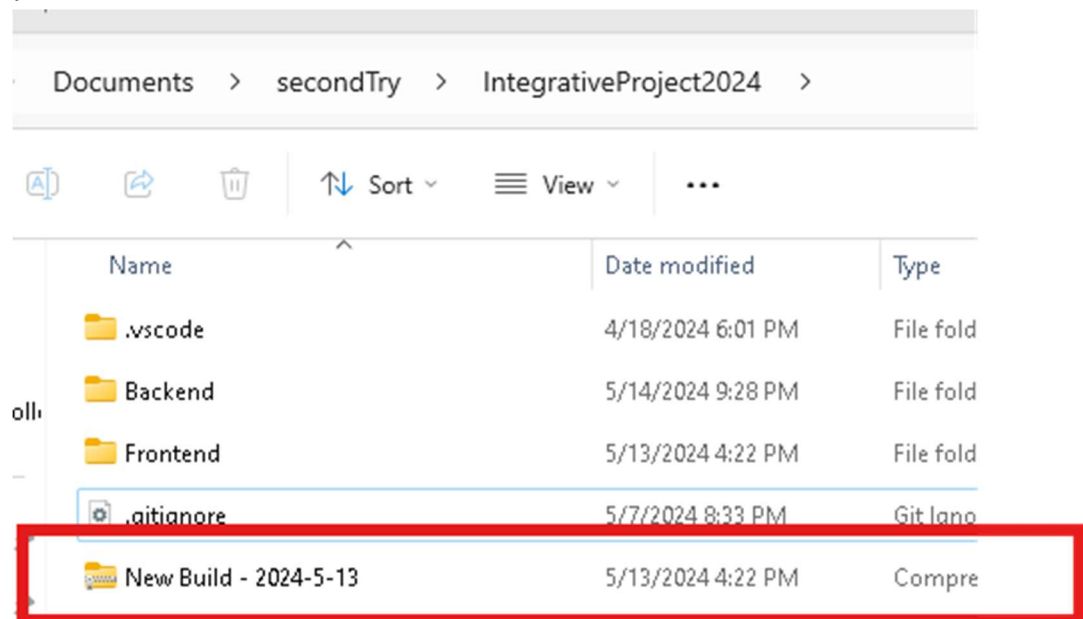 Documents > secondTry > IntegrativeProject2024 >
Sort View ...
Name Date modified Type
.vscode 4/18/2024 6:01 PM File fold
Backend 5/14/2024 9:28 PM File fold
Frontend 5/13/2024 4:22 PM File fold
.gitignore 5/7/2024 8:33 PM Git Igno
New Build - 2024-5-13 5/13/2024 4:22 PM Compre